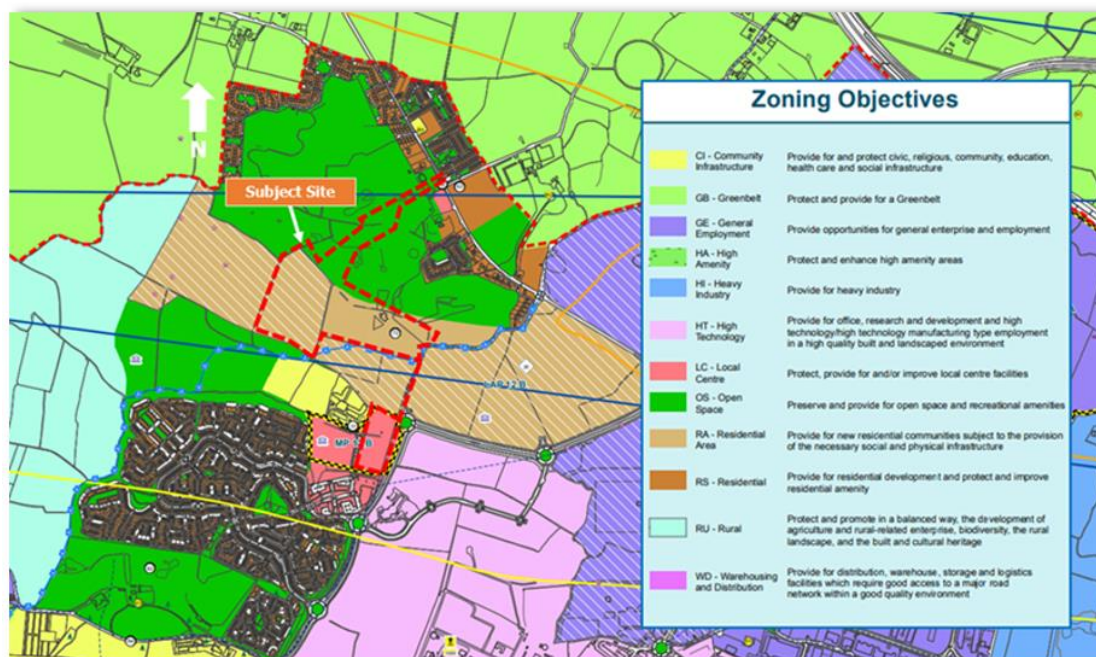 Zoning Objectives
N
Subject Site
CI - Community Infrastructure
Provide for and protect civic, religious, community, education, health care and social infrastructure
GB - Greenbelt
Protect and provide for a Greenbelt
GE - General Employment
Provide opportunities for general enterprise and employment
HA - High Amenity
Protect and enhance high amenity areas
HI - Heavy Industry
Provide for heavy industry
HT - High Technology
Provide for office, research and development and high technology/high technology manufacturing type employment in a high quality built and landscaped environment
LC - Local Centre
Protect, provide for and/or improve local centre facilities
OS - Open Space
Preserve and provide for open space and recreational amenities
RA - Residential Area
Provide for new residential communities subject to the provision of the necessary social and physical infrastructure
RS - Residential
Provide for residential development and protect and improve residential amenity
RU - Rural
Protect and promote in a balanced way, the development of agriculture and rural-related enterprise, biodiversity, the rural landscape, and the built and cultural heritage
WD - Warehousing and Distribution
Provide for distribution, warehouse, storage and logistics facilities which require good access to a major road network within a good quality environment
LAP 12.B